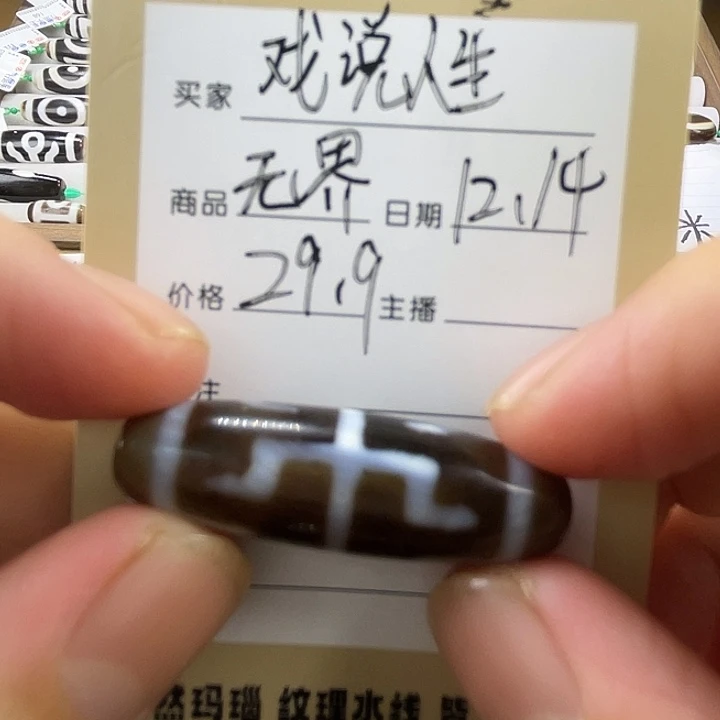 买家 戏说人生
商品 无界 日期 12.14
价格 29.9 主播
注
然玛瑙 纹理水线